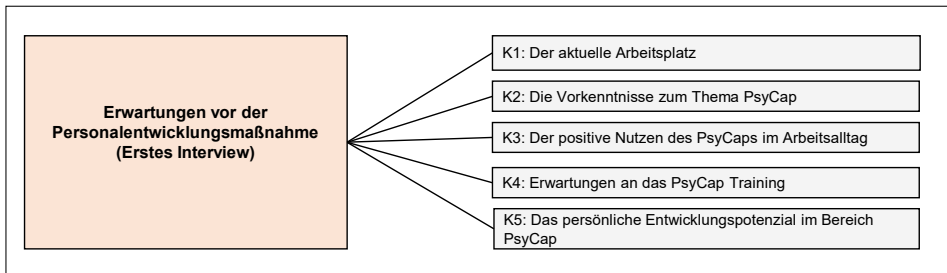 Erwartungen vor der
Personalentwicklungsmaßnahme
(Erstes Interview)
K1: Der aktuelle Arbeitsplatz
K2: Die Vorkenntnisse zum Thema PsyCap
K3: Der positive Nutzen des PsyCaps im Arbeitsalltag
K4: Erwartungen an das PsyCap Training
K5: Das persönliche Entwicklungspotenzial im Bereich
PsyCap